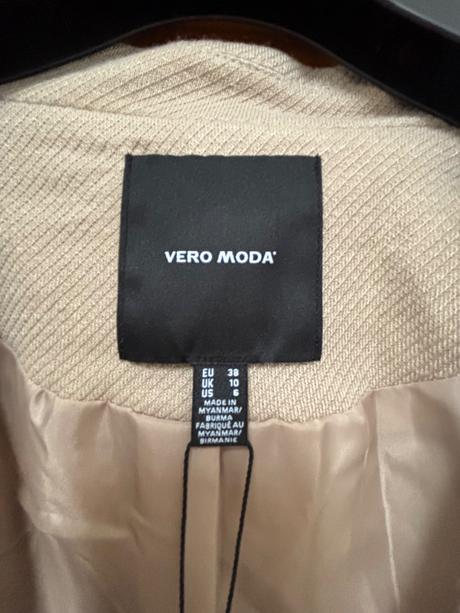 VERO MODA
EU 38
UK 10
US 6
MADE IN
MYANMAR/
BURMA
FABRIQUÉ AU
MYANMAR/
BIRMANIE